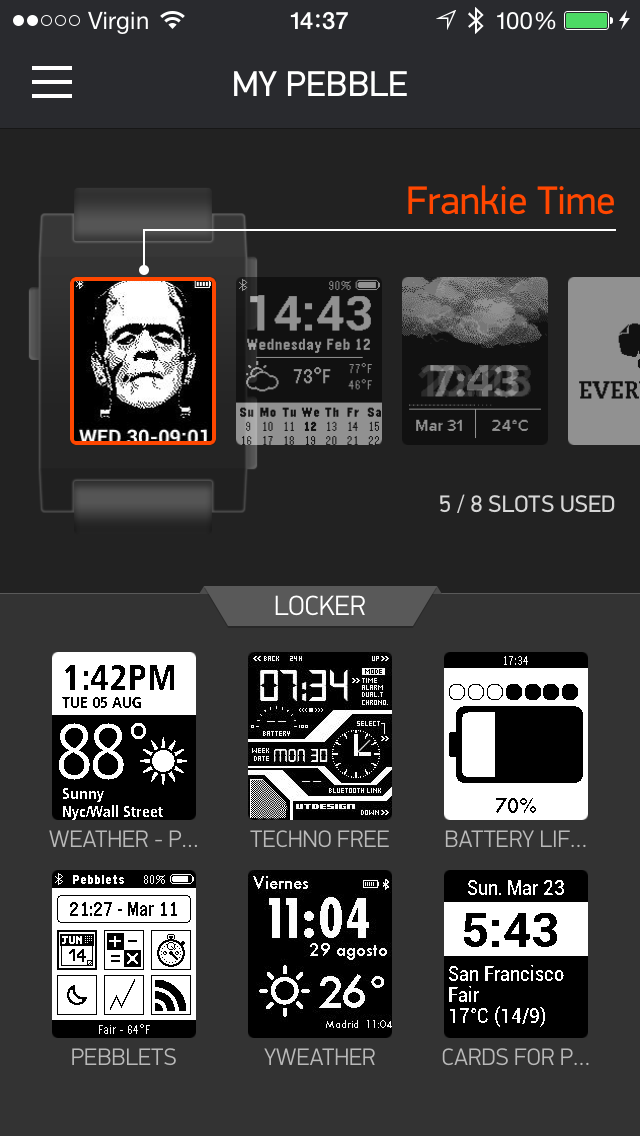 Virgin 14:37 100%
MY PEBBLE
Frankie Time
WED 30-09:01
90%
14:43
Wednesday Feb 12
73°F 77°F 46°F
Su Mo Tu We Th Fr Sa
9 10 11 12 13 14 15
16 17 18 19 20 21 22
7:43
Mar 31 24°C
EVER
5 / 8 SLOTS USED
LOCKER
1:42PM
TUE 05 AUG
88°
Sunny
Nyc/Wall Street
WEATHER - P...
<< BACK 24H UP >>
07:34
MODE
>> TIME
ALARM
DUAL T
CHRONO.
BATTERY
SELECT
WEEK DATE MON 30
BLUETOOTH LINK
UTDESIGN
DOWN >>
TECHNO FREE
17:34
70%
BATTERY LIF...
Pebblets 80%
21:27 - Mar 11
JUN
14
Fair - 64°F
PEBBLETS
Viernes
11:04
29 agosto
26°
Madrid 11:04
YWEATHER
Sun. Mar 23
5:43
San Francisco
Fair
17°C (14/9)
CARDS FOR P...